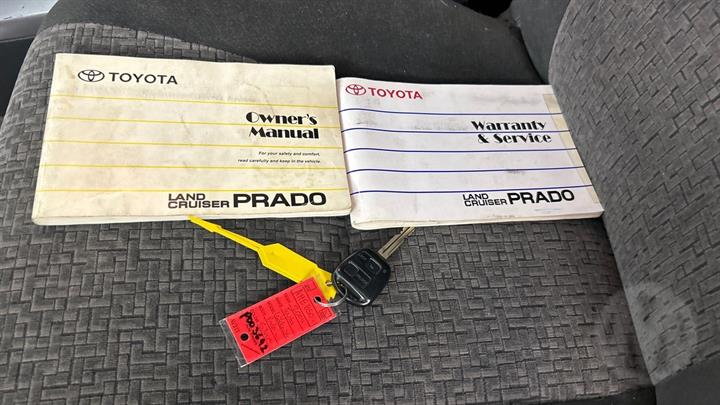 TOYOTA
Owner's
Manual
For your safety and comfort,
read carefully and keep in the vehicle.
LAND
CRUISER PRADO
TOYOTA
Warranty
& Service
LAND
CRUISER PRADO